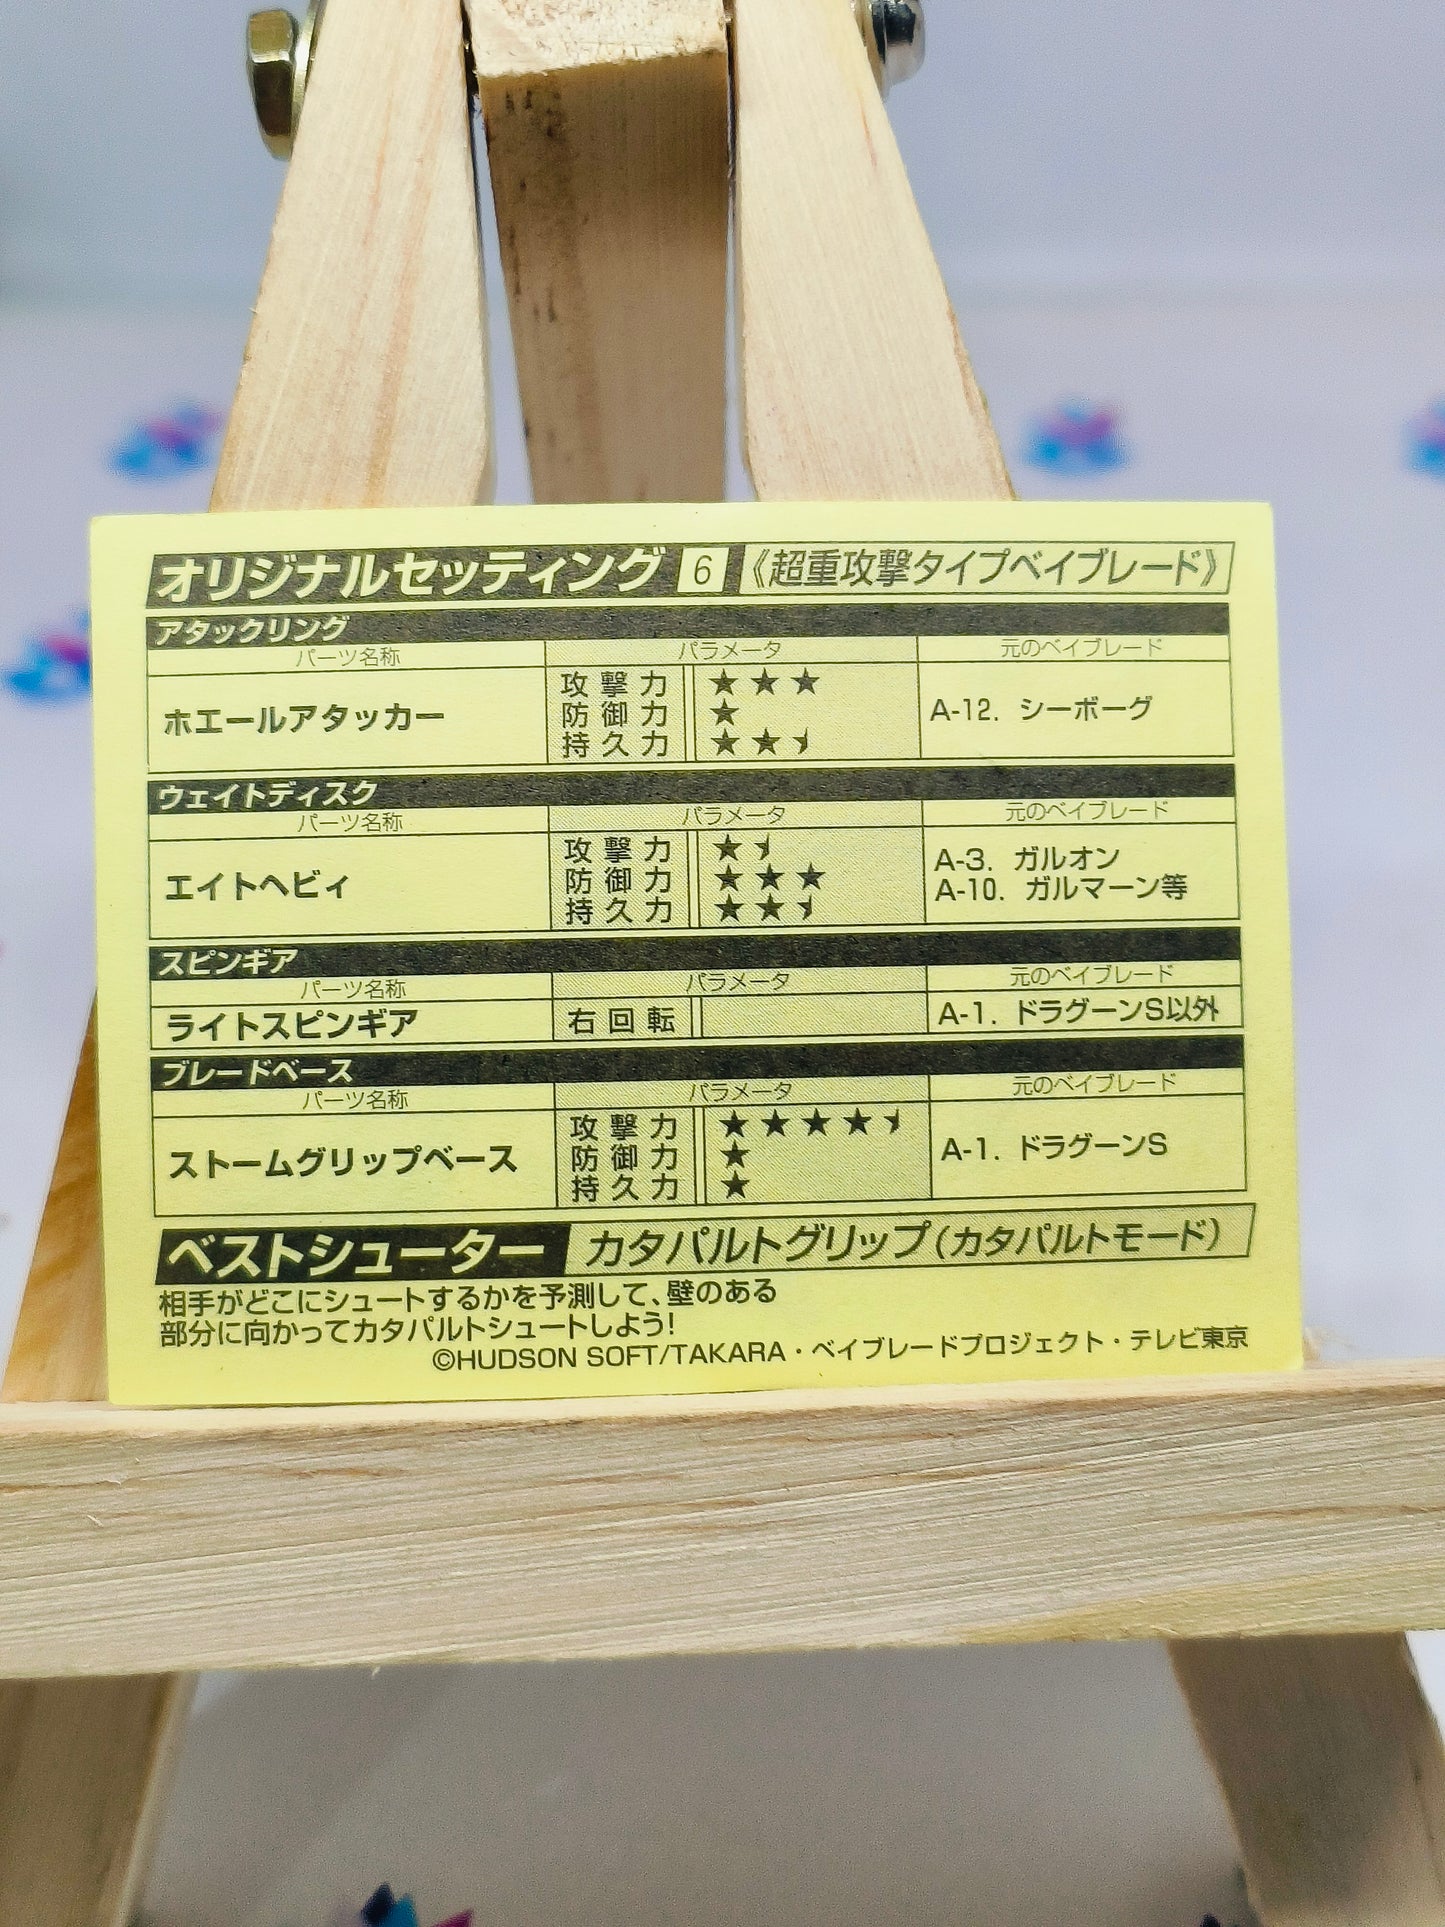 オリジナルセッティング 6 《超重攻撃タイプベイブレード》
アタックリング
パーツ名称 パラメータ 元のベイブレード
ホエールアタッカー 攻撃力 ★★★ A-12. シーボーグ
防御力 ★
持久力 ★★⯨
ウェイトディスク
パーツ名称 パラメータ 元のベイブレード
エイトヘビィ 攻撃力 ★⯨ A-3. ガルオン
防御力 ★★★ A-10. ガルマーン等
持久力 ★★⯨
スピンギア
パーツ名称 パラメータ 元のベイブレード
ライトスピンギア 右回転 A-1. ドラグーンS以外
ブレードベース
パーツ名称 パラメータ 元のベイブレード
ストームグリップベース 攻撃力 ★★★★⯨ A-1. ドラグーンS
防御力 ★
持久力 ★
ベストシューター カタパルトグリップ(カタパルトモード)
相手がどこにシュートするかを予測して、壁のある
部分に向かってカタパルトシュートしよう!
©HUDSON SOFT/TAKARA・ベイブレードプロジェクト・テレビ東京